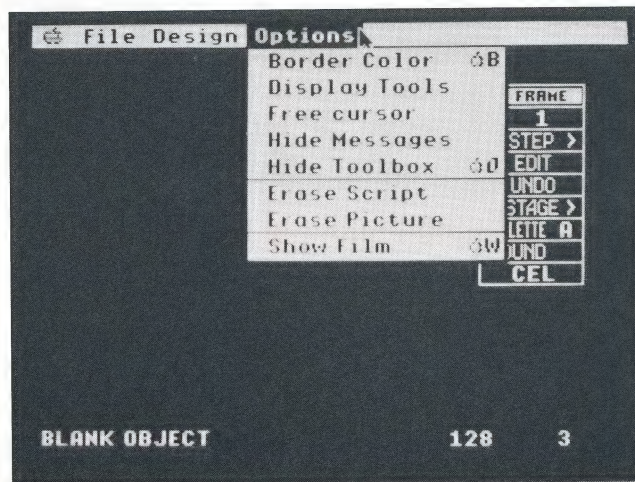 File Design Options
Border Color B
Display Tools
Free cursor
Hide Messages
Hide Toolbox
Erase Script
Erase Picture
Show Film W
FRAME
1
STEP >
EDIT
UNDO
STAGE >
LETTE A
UND
CEL
BLANK OBJECT 128 3